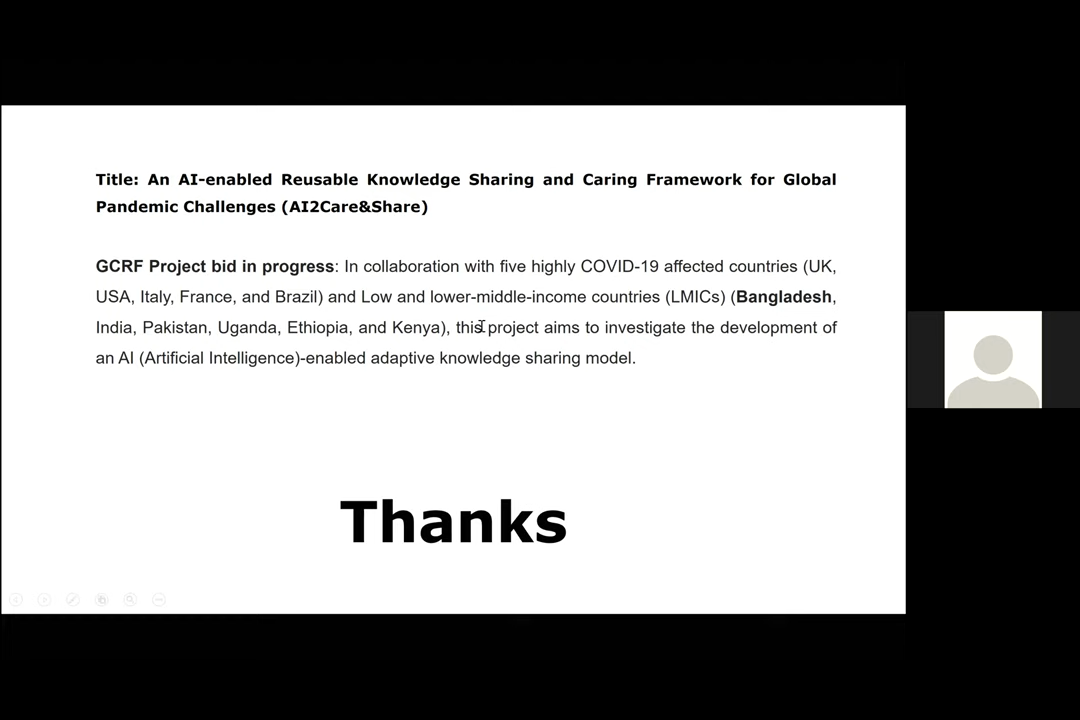 Title: An AI-enabled Reusable Knowledge Sharing and Caring Framework for Global
Pandemic Challenges (AI2Care&Share)
GCRF Project bid in progress: In collaboration with five highly COVID-19 affected countries (UK,
USA, Italy, France, and Brazil) and Low and lower-middle-income countries (LMICs) (Bangladesh,
India, Pakistan, Uganda, Ethiopia, and Kenya), this project aims to investigate the development of
an AI (Artificial Intelligence)-enabled adaptive knowledge sharing model.
Thanks